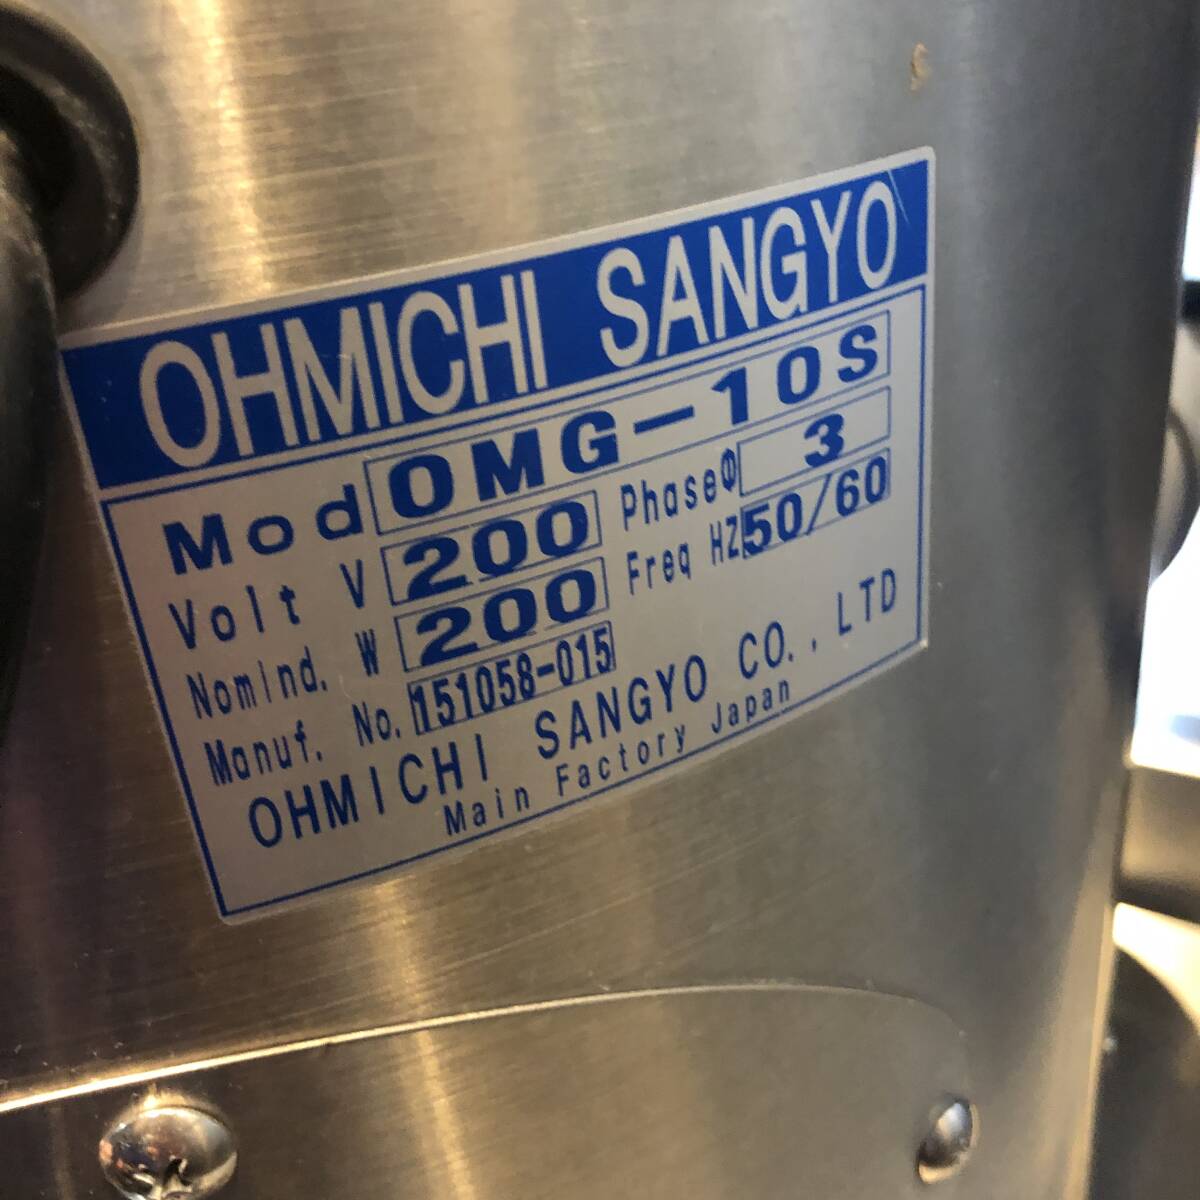 OHMICHI SANGYO
Mod OMG-10S
Volt V 200 Phaseφ 3
Nomind. W 200 Freq HZ 50/60
Manuf. No. 151058-015
OHMICHI SANGYO CO., LTD
Main Factory Japan